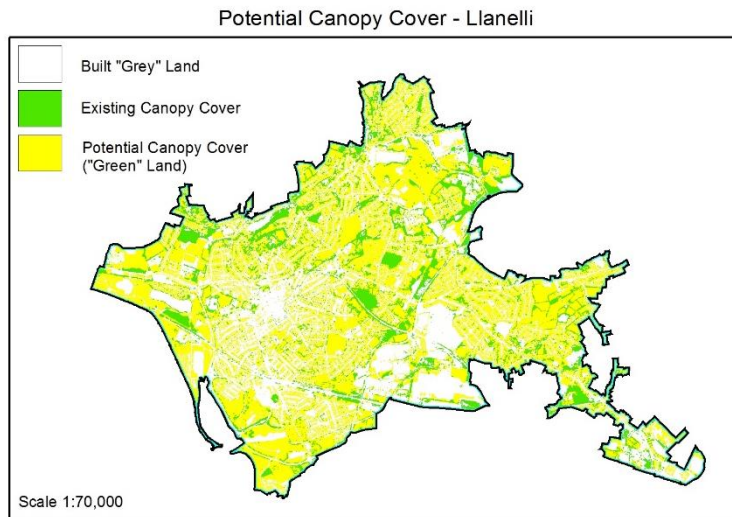 Potential Canopy Cover - Llanelli
Built "Grey" Land
Existing Canopy Cover
Potential Canopy Cover
("Green" Land)
Scale 1:70,000